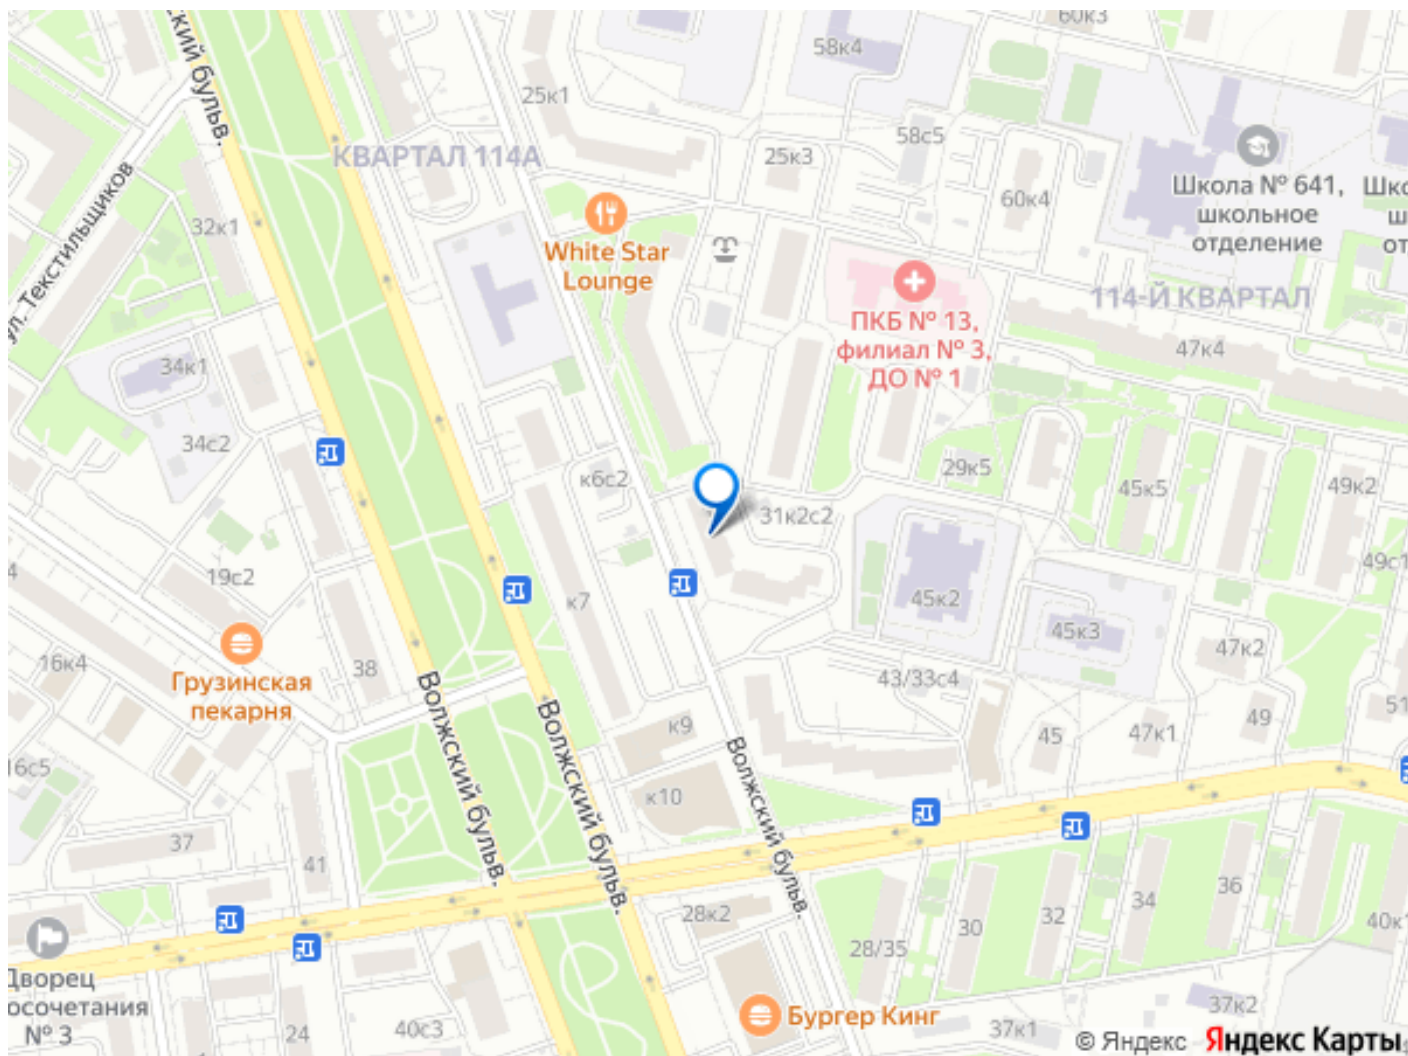 60к3
58к4
ский бульв.
25к1
58с5
КВАРТАЛ 114А
25к3
Школа № 641,
школьное
отделение
60к4
32к1
ул. Текстильщиков
White Star
Lounge
114-Й КВАРТАЛ
ПКБ № 13,
филиал № 3,
ДО № 1
47к4
34к1
34с2
к6с2
29к5
45к5
49к2
31к2с2
49с1
19с2
к7
45к2
45к3
47к2
16к4
38
Грузинская
пекарня
43/33с4
Волжский бульв.
Волжский бульв.
к9
Волжский бульв.
45
47к1
49
51
16с5
к10
37
41
36
34
32
30
28к2
28/35
40к1
Дворец
осочетания
№ 3
24
40с3
Бургер Кинг
37к1
37к2
© Яндекс Яндекс Карты